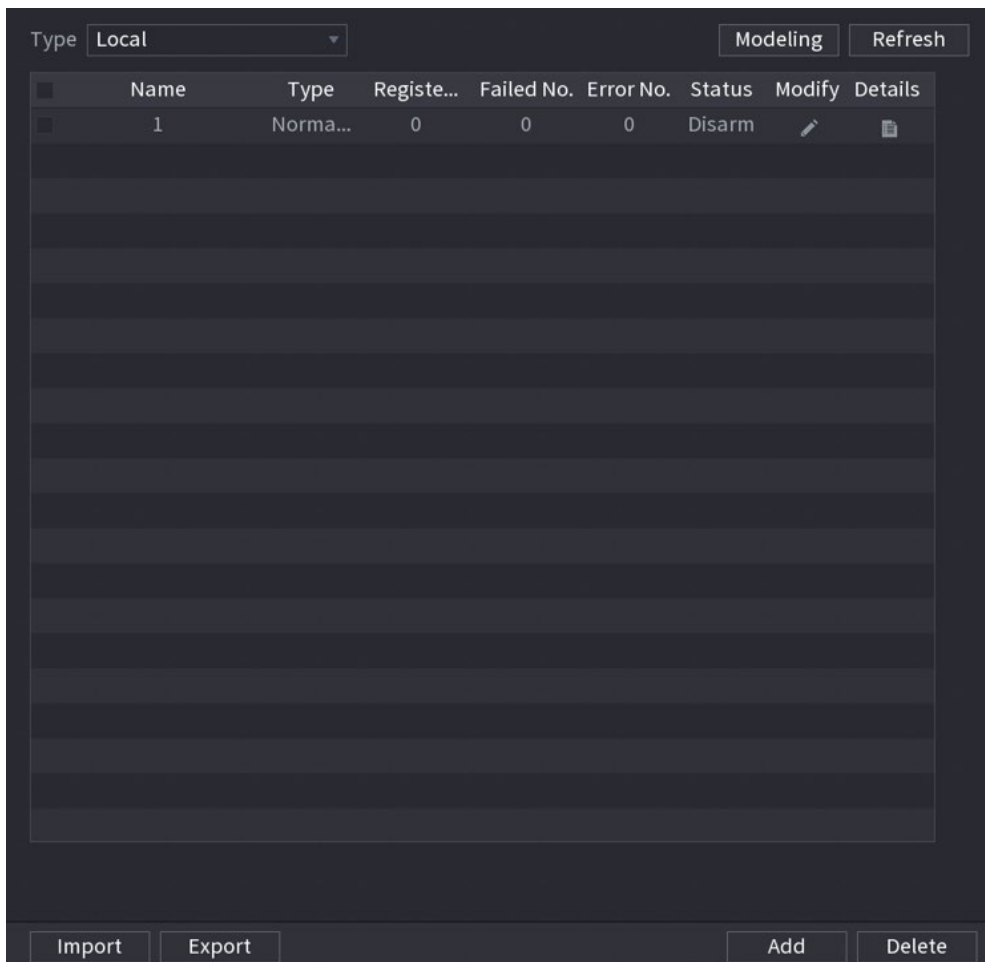 Type Local Modeling Refresh
Name Type Registe... Failed No. Error No. Status Modify Details
1 Norma... 0 0 0 Disarm
Import Export Add Delete